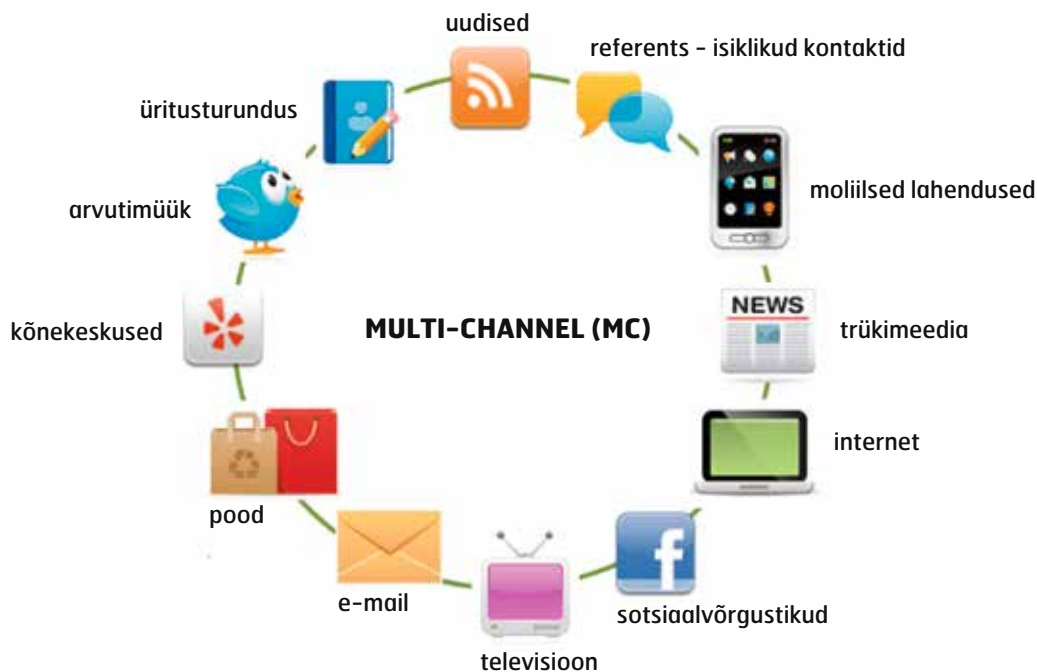 uudised
referents - isiklikud kontaktid
üritusturundus
moliilsed lahendused
arvutimüük
NEWS
MULTI-CHANNEL (MC)
kõnekeskused
trükimeedia
internet
pood
f
e-mail
sotsiaalvõrgustikud
televisioon